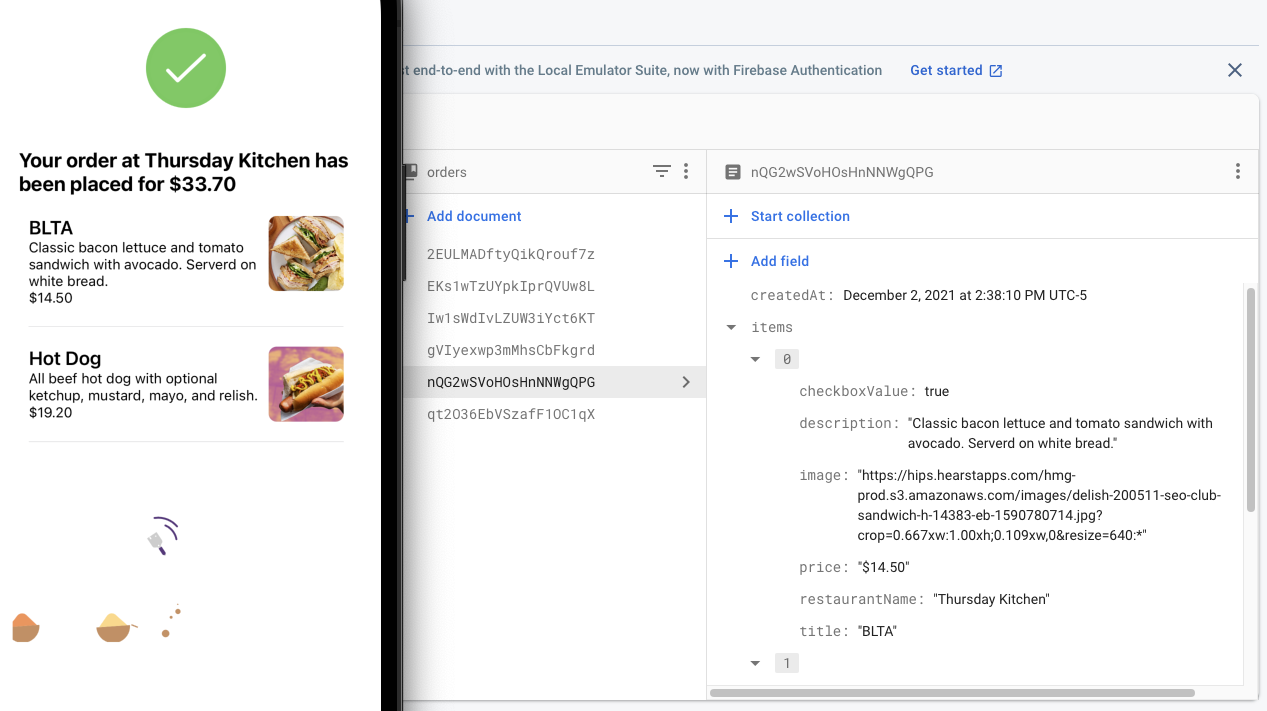 Your order at Thursday Kitchen has
been placed for $33.70
BLTA
Classic bacon lettuce and tomato
sandwich with avocado. Serverd on
white bread.
$14.50
Hot Dog
All beef hot dog with optional
ketchup, mustard, mayo, and relish.
$19.20
end-to-end with the Local Emulator Suite, now with Firebase Authentication
Get started
orders
Add document
2EULMADftyQikQrouf7z
EKs1wTzUYpkIprQVUw8L
Iw1sWdIvLZUW3iYct6KT
gVIyexwp3mMhsCbFkgrd
nQG2wSVoHOsHnNNWgQPG
qt2O36EbVSzafF1OC1qX
nQG2wSVoHOsHnNNWgQPG
Start collection
Add field
createdAt: December 2, 2021 at 2:38:10 PM UTC-5
items
0
checkboxValue: true
description: "Classic bacon lettuce and tomato sandwich with
avocado. Serverd on white bread."
image: "https://hips.hearstapps.com/hmg-
prod.s3.amazonaws.com/images/delish-200511-seo-club-
sandwich-h-14383-eb-1590780714.jpg?
crop=0.667xw:1.00xh;0.109xw,0&resize=640:*"
price: "$14.50"
restaurantName: "Thursday Kitchen"
title: "BLTA"
1